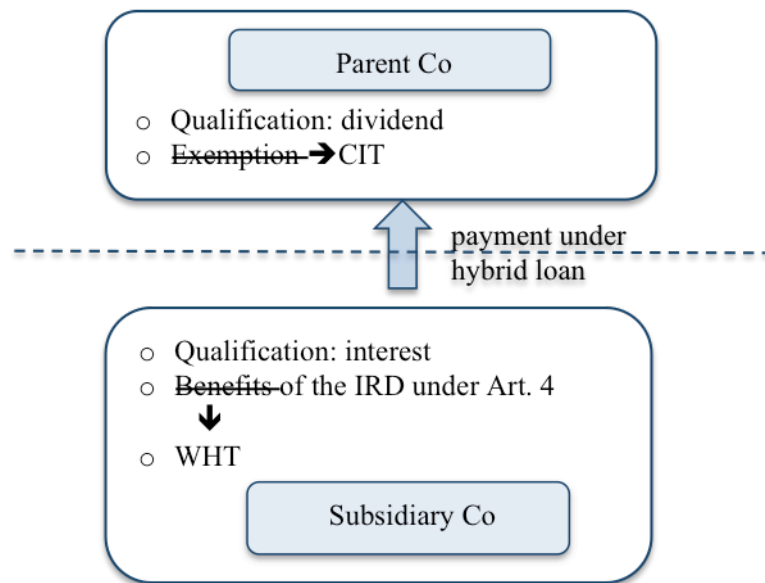 Parent Co
○ Qualification: dividend
○ Exemption ➔ CIT
payment under
hybrid loan
○ Qualification: interest
○ Benefits of the IRD under Art. 4
○ WHT
Subsidiary Co